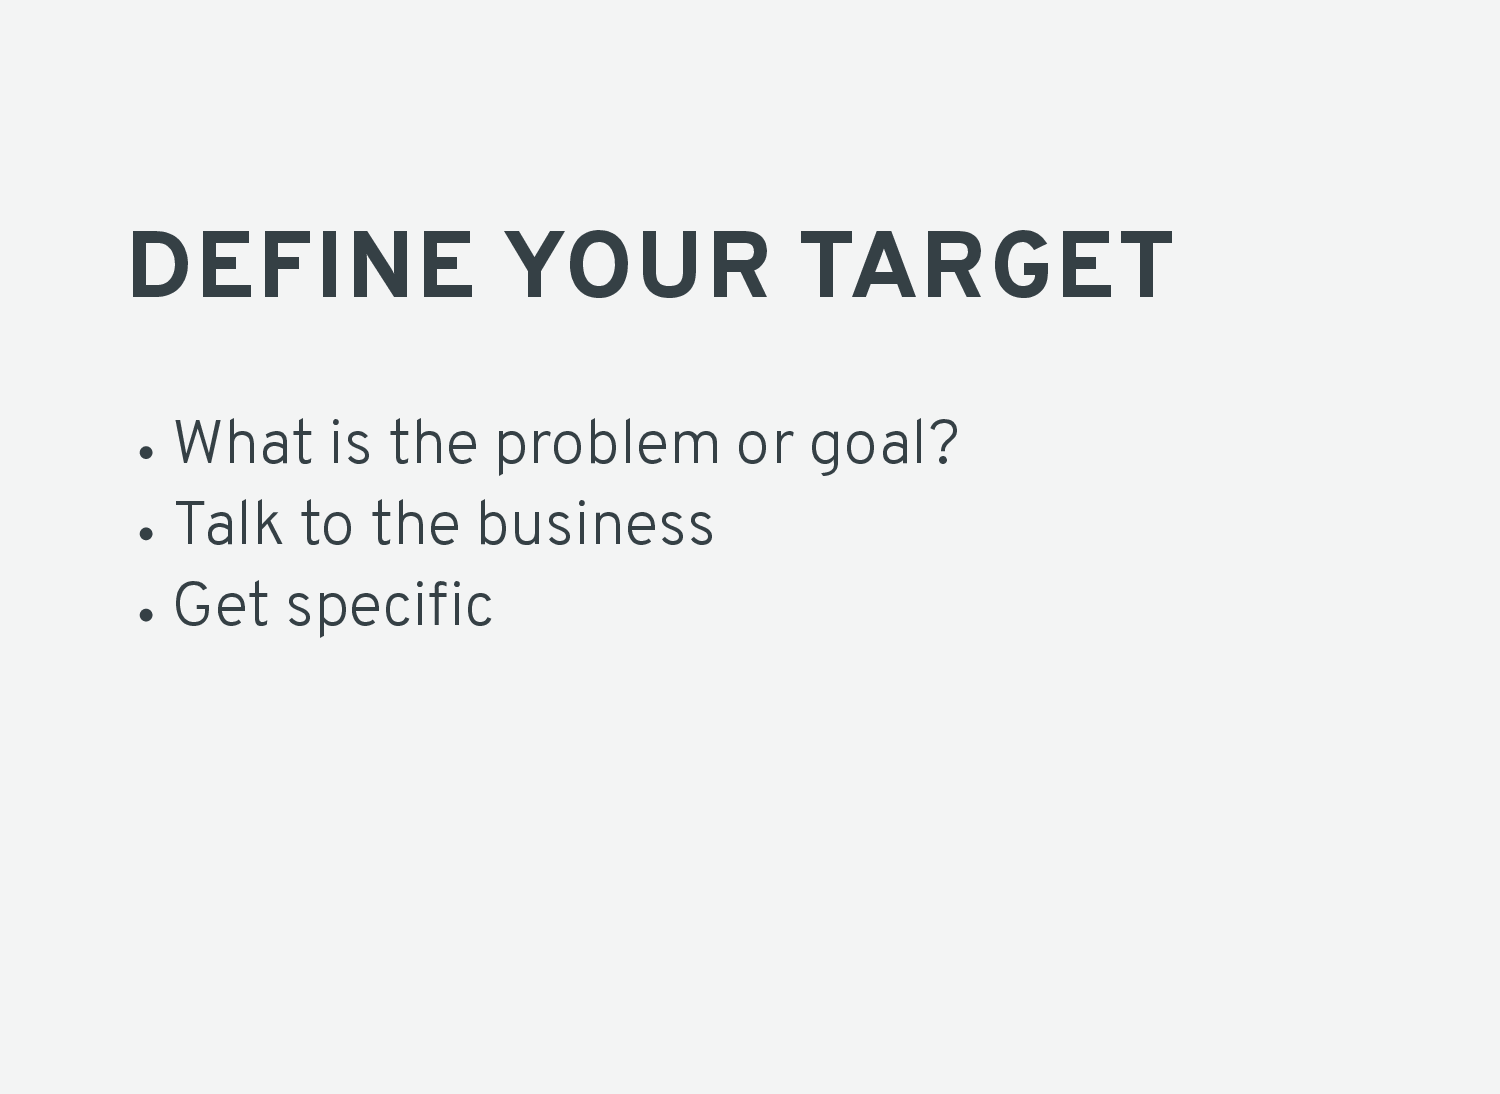 DEFINE YOUR TARGET
• What is the problem or goal?
• Talk to the business
• Get specific